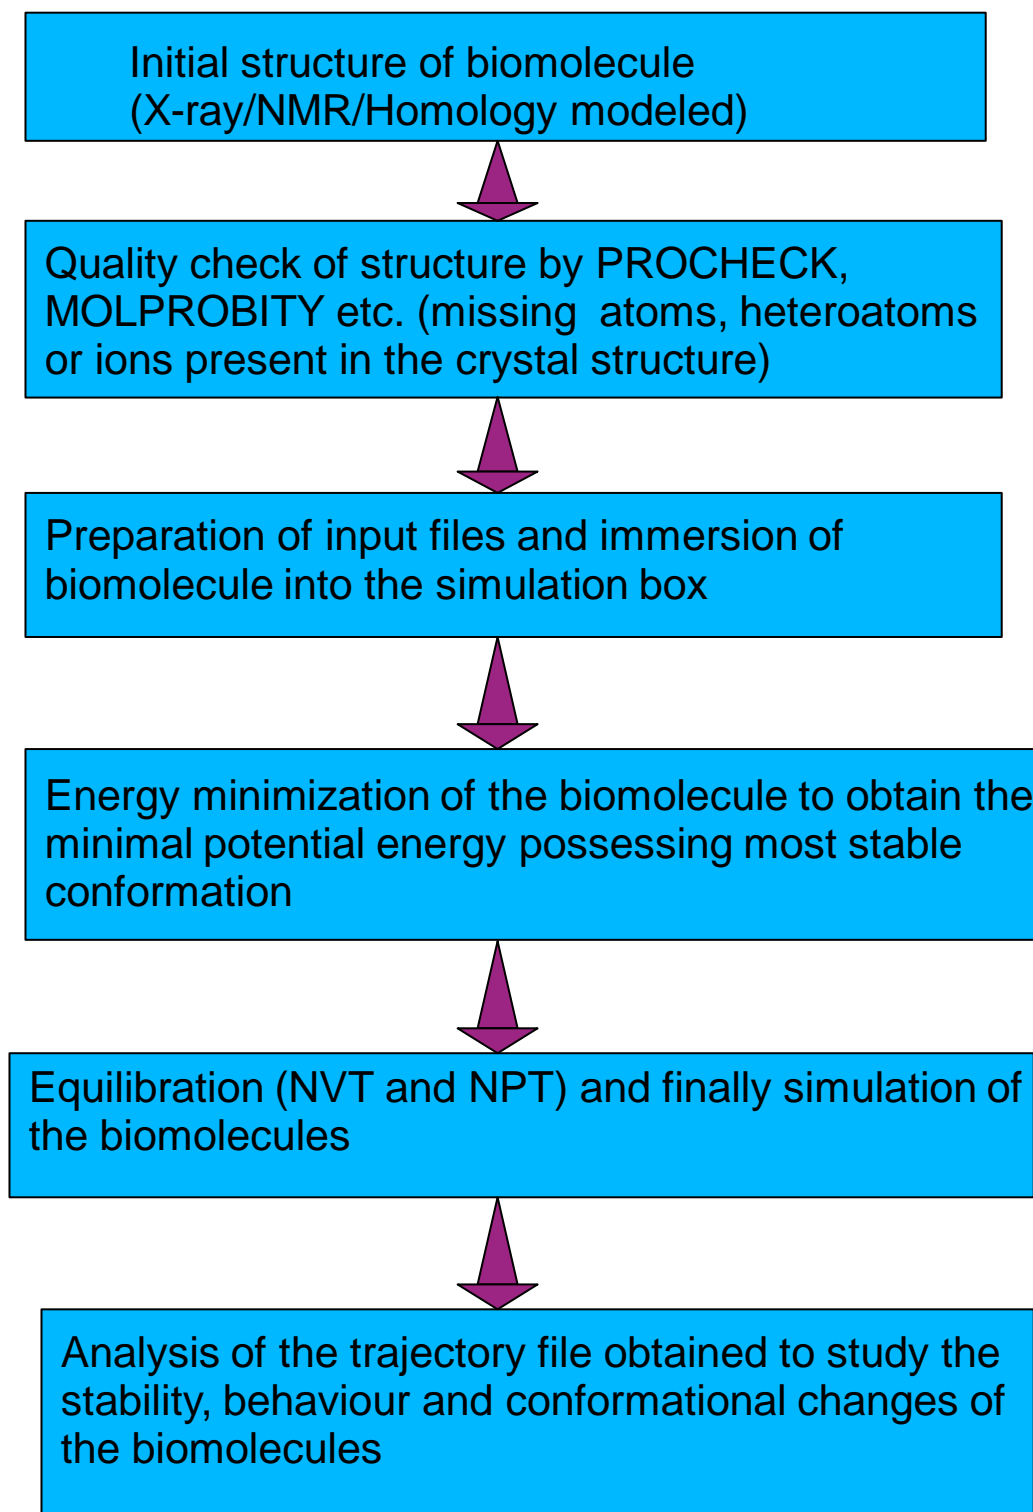 Initial structure of biomolecule
(X-ray/NMR/Homology modeled)
Quality check of structure by PROCHECK,
MOLPROBITY etc. (missing atoms, heteroatoms
or ions present in the crystal structure)
Preparation of input files and immersion of
biomolecule into the simulation box
Energy minimization of the biomolecule to obtain the
minimal potential energy possessing most stable
conformation
Equilibration (NVT and NPT) and finally simulation of
the biomolecules
Analysis of the trajectory file obtained to study the
stability, behaviour and conformational changes of
the biomolecules